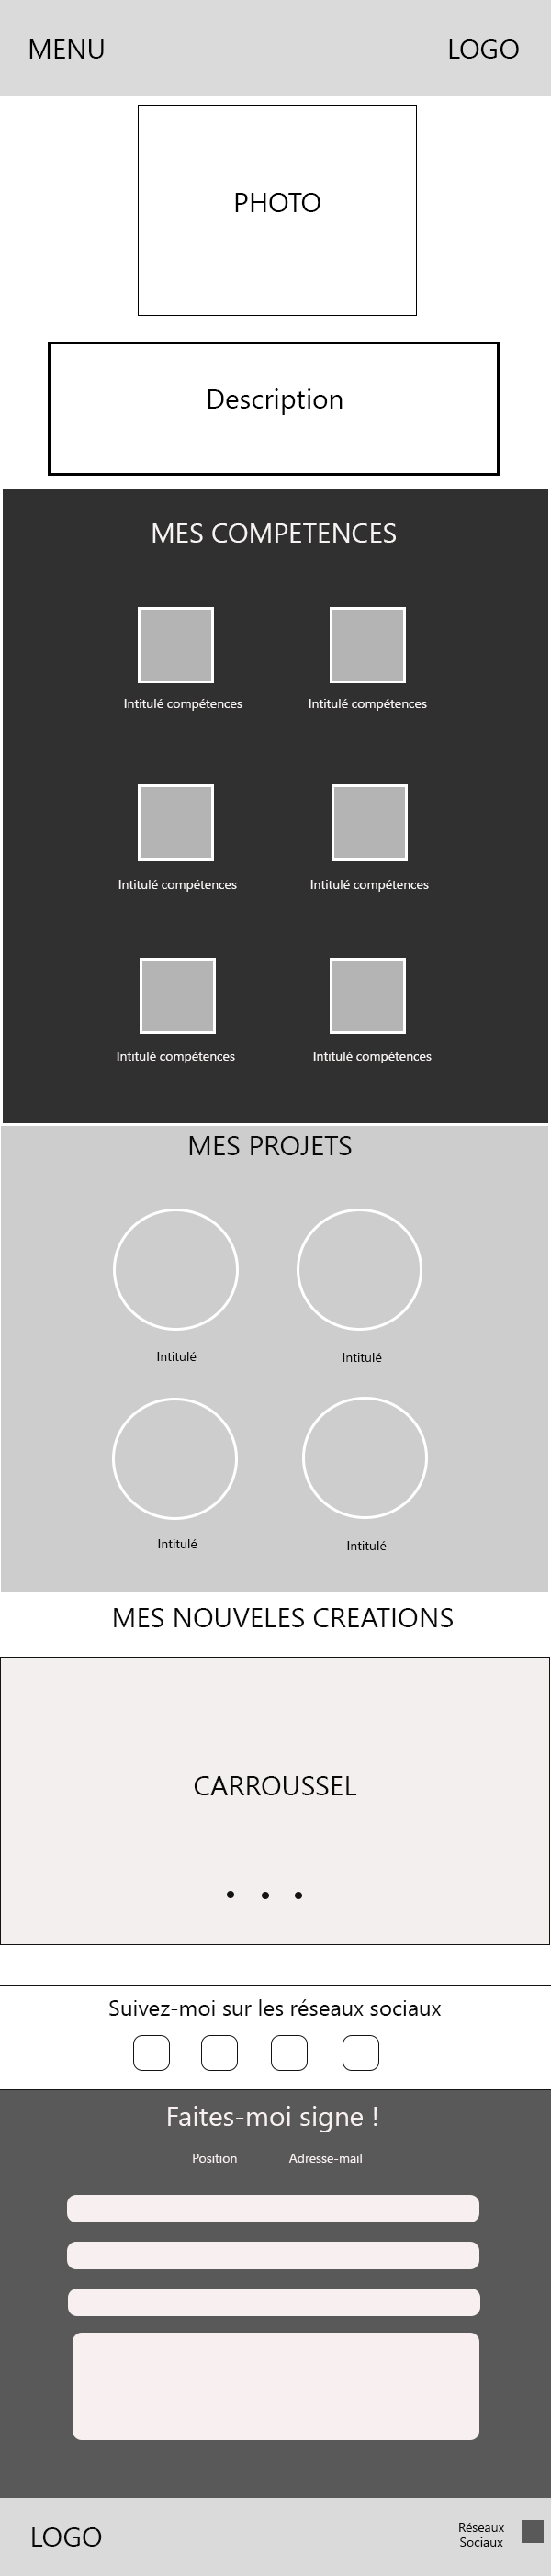 MENU
LOGO
PHOTO
Description
MES COMPETENCES
Intitulé compétences
Intitulé compétences
Intitulé compétences
Intitulé compétences
Intitulé compétences
Intitulé compétences
MES PROJETS
Intitulé
Intitulé
Intitulé
Intitulé
MES NOUVELES CREATIONS
CARROUSSEL
Suivez-moi sur les réseaux sociaux
Faites-moi signe !
Position
Adresse-mail
LOGO
Réseaux
Sociaux